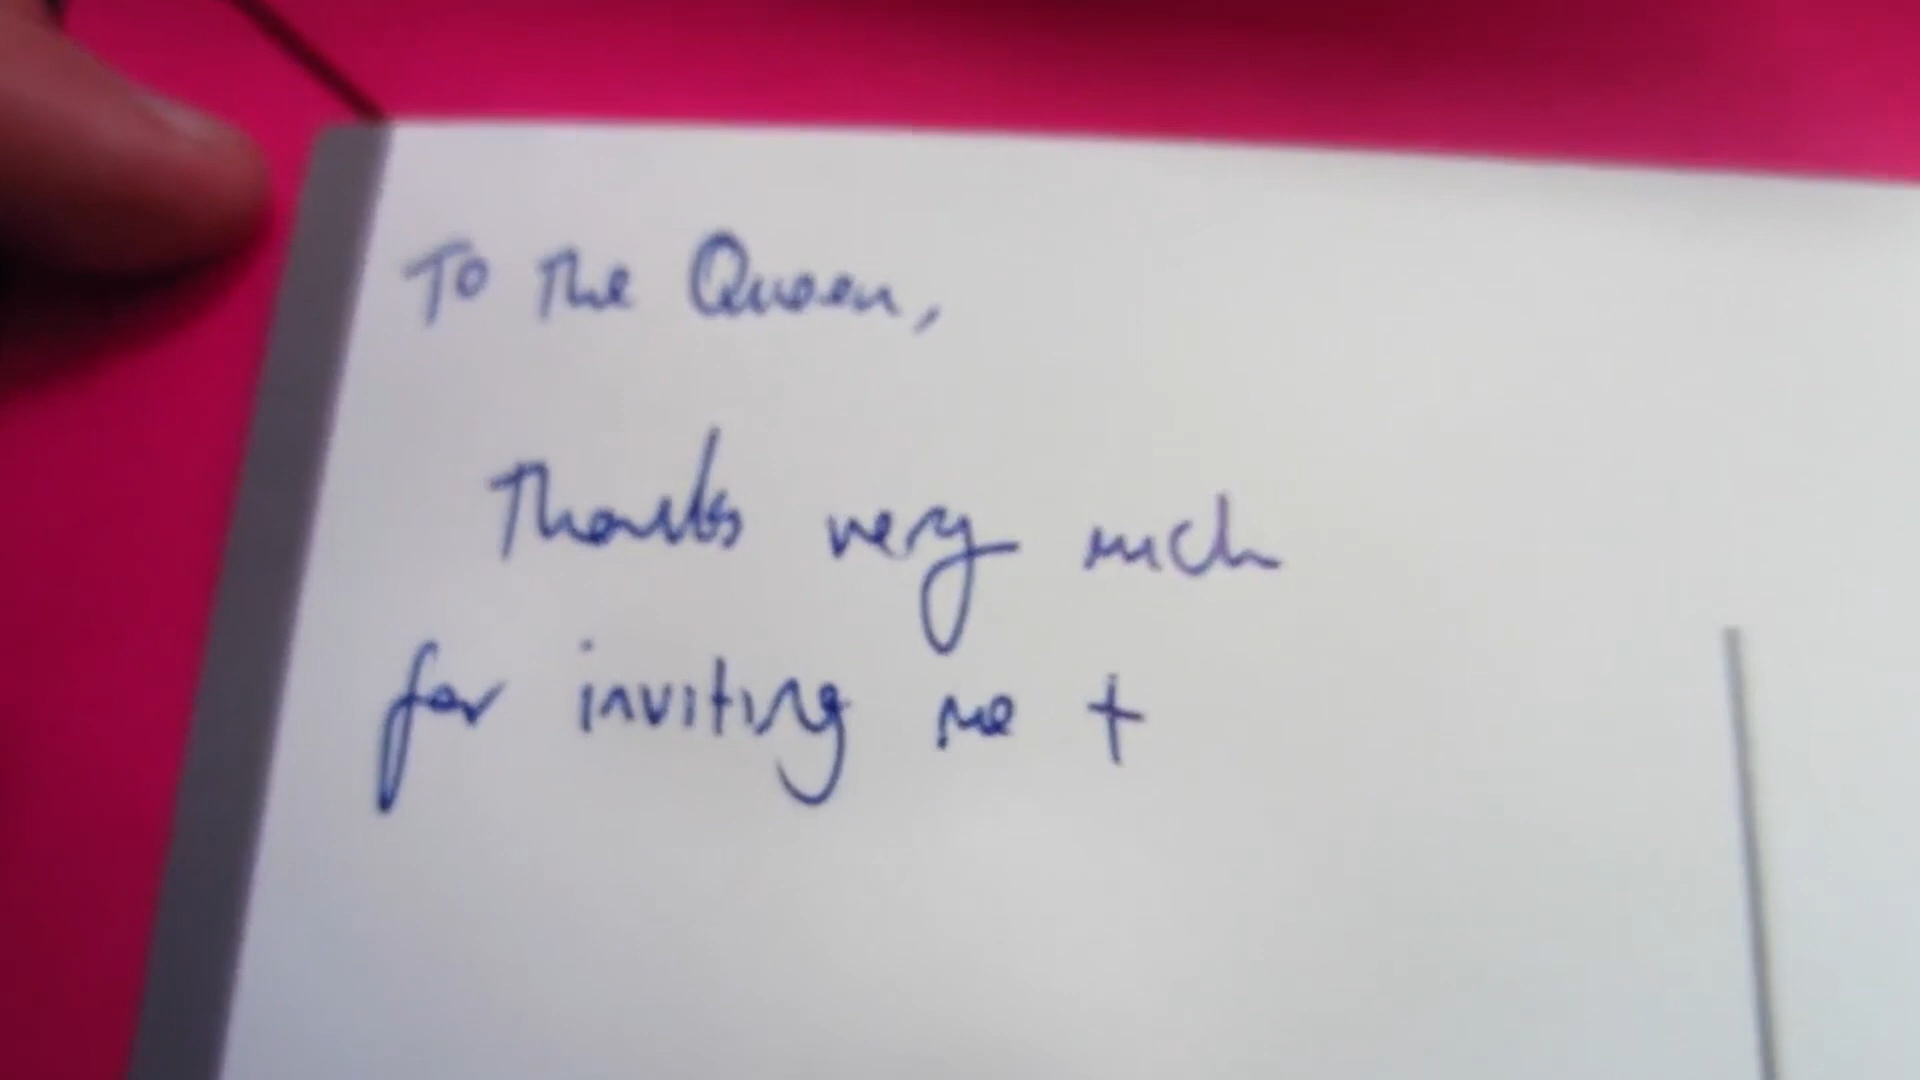 To the Queen,
Thanks very much
for inviting me +